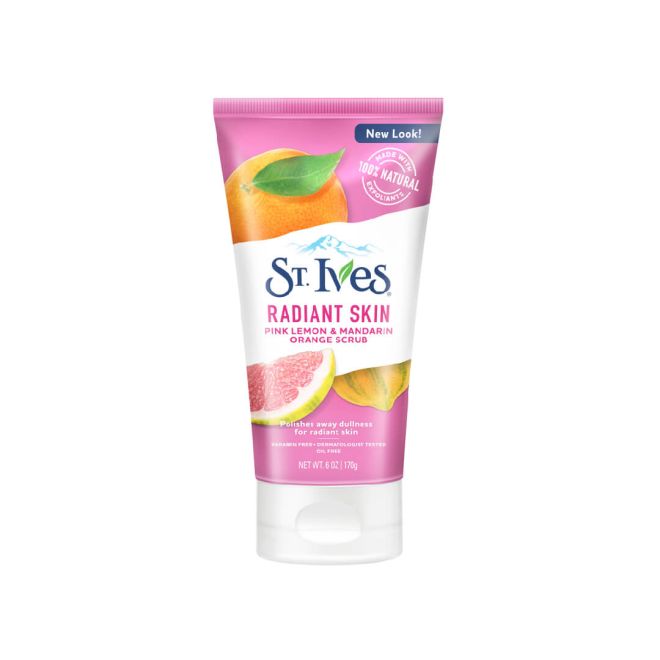 New Look!
MADE WITH
100% NATURAL
EXFOLIANTS
ST. IVES®
RADIANT SKIN
PINK LEMON & MANDARIN
ORANGE SCRUB
Polishes away dullness
for radiant skin
PARABEN FREE • DERMATOLOGIST TESTED
OIL FREE
NET WT. 6 OZ | 170g